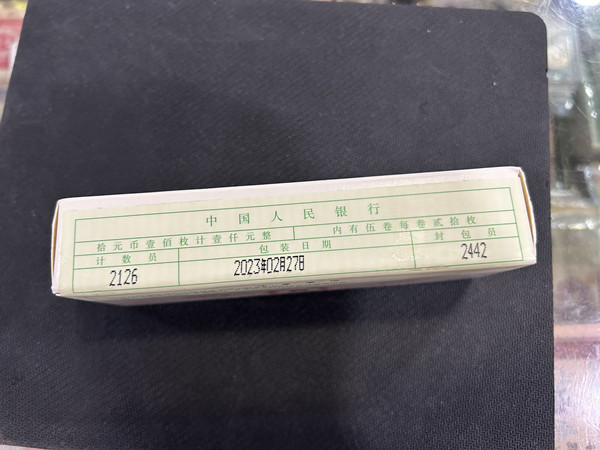 中国人民银行
拾元币壹佰枚计壹仟元整 内有伍卷每卷贰拾枚
计数员 包装日期 封包员
2126 2023年02月27日 2442